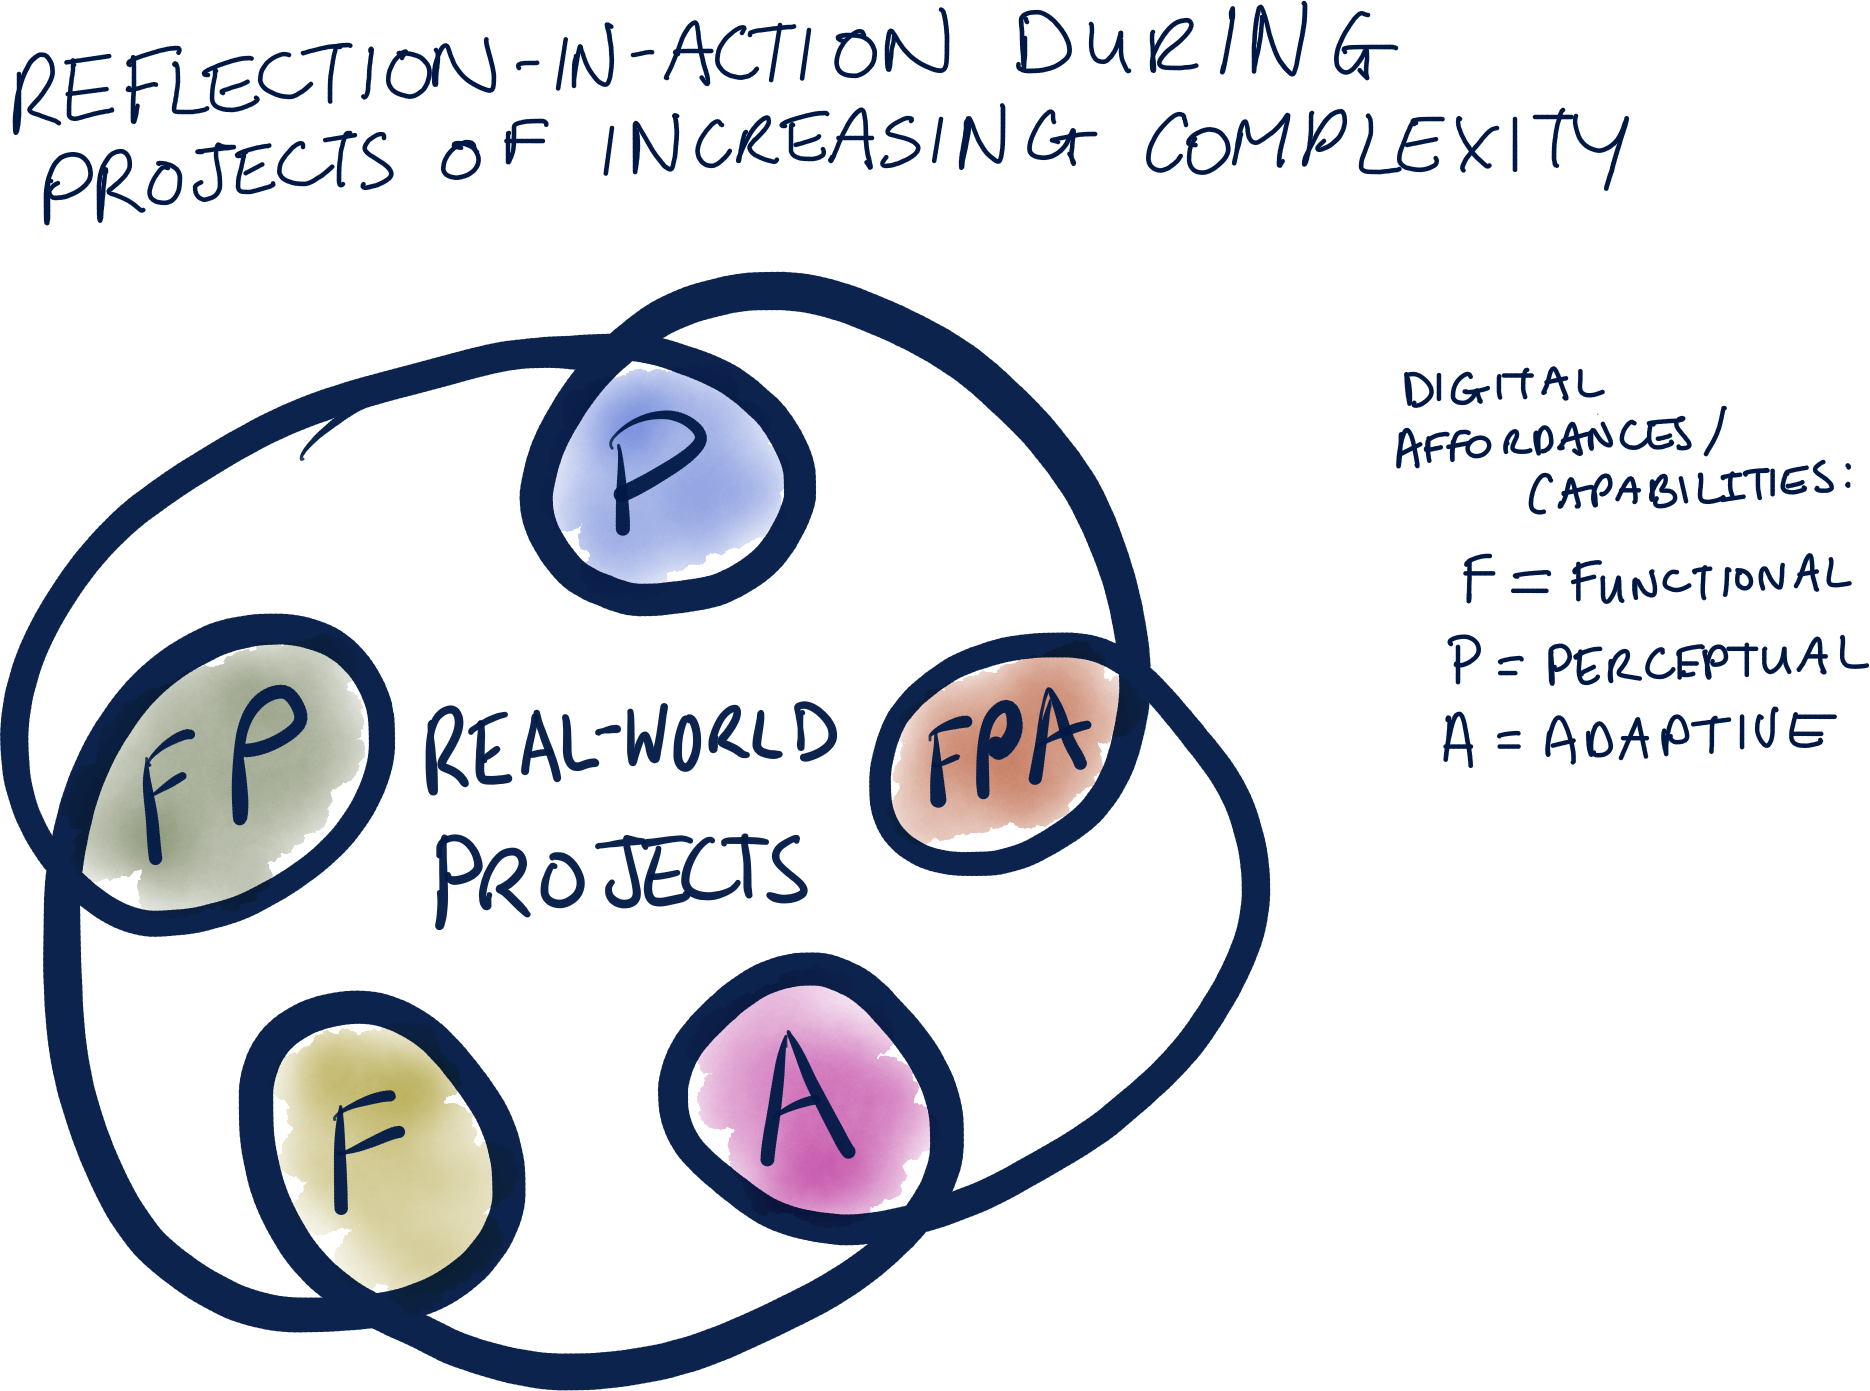 REFLECTION-IN-ACTION DURING
PROJECTS OF INCREASING COMPLEXITY
P
DIGITAL
AFFORDANCES/
CAPABILITIES:
F = FUNCTIONAL
P = PERCEPTUAL
A = ADAPTIVE
FP
REAL-WORLD
PROJECTS
FPA
F
A